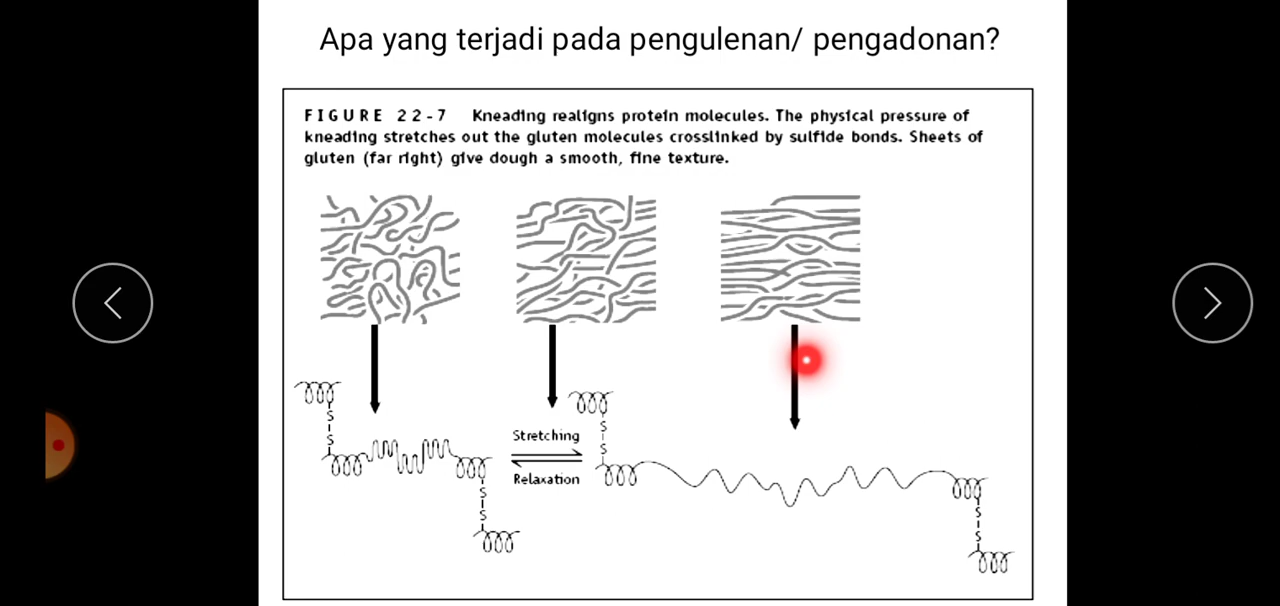 Apa yang terjadi pada pengulenan/ pengadonan?
FIGURE 22-7 Kneading realigns protein molecules. The physical pressure of
kneading stretches out the gluten molecules crosslinked by sulfide bonds. Sheets of
gluten (far right) give dough a smooth, fine texture.
S
S
Stretching
Relaxation
S
S
S
S
S
S